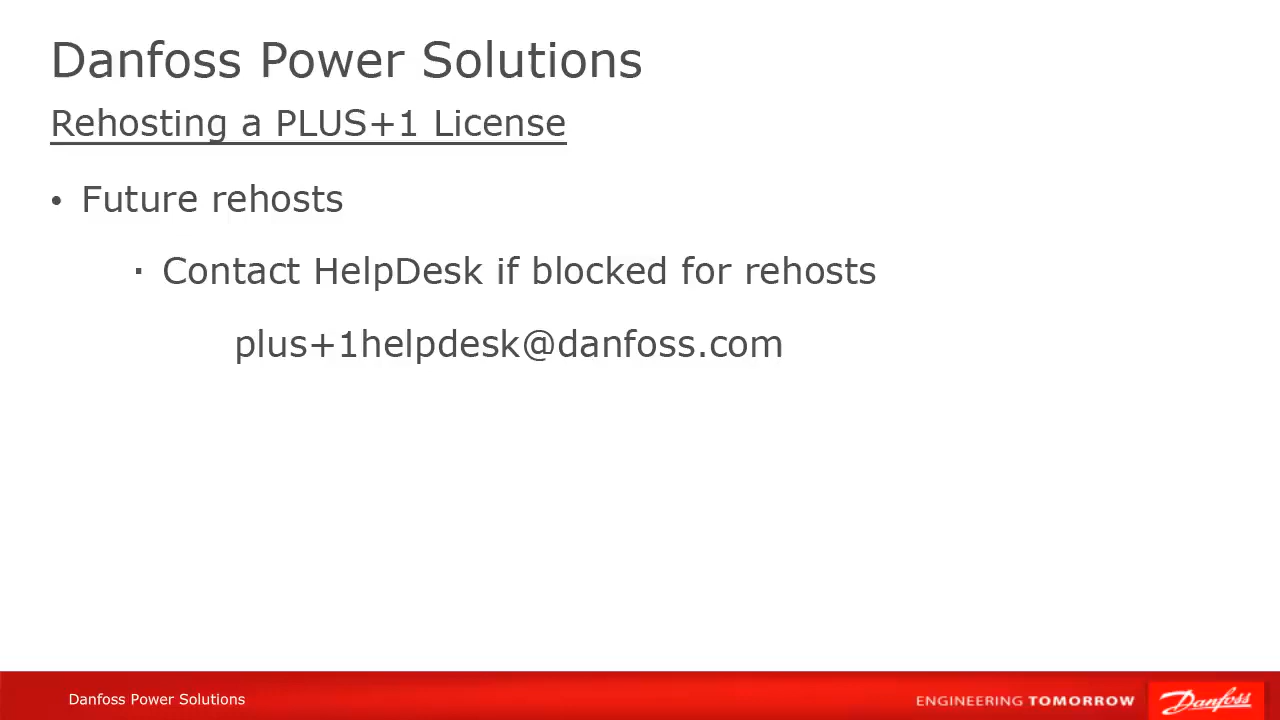 Danfoss Power Solutions
Rehosting a PLUS+1 License
• Future rehosts
▪ Contact HelpDesk if blocked for rehosts
plus+1helpdesk@danfoss.com
Danfoss Power Solutions
ENGINEERING TOMORROW
Danfoss